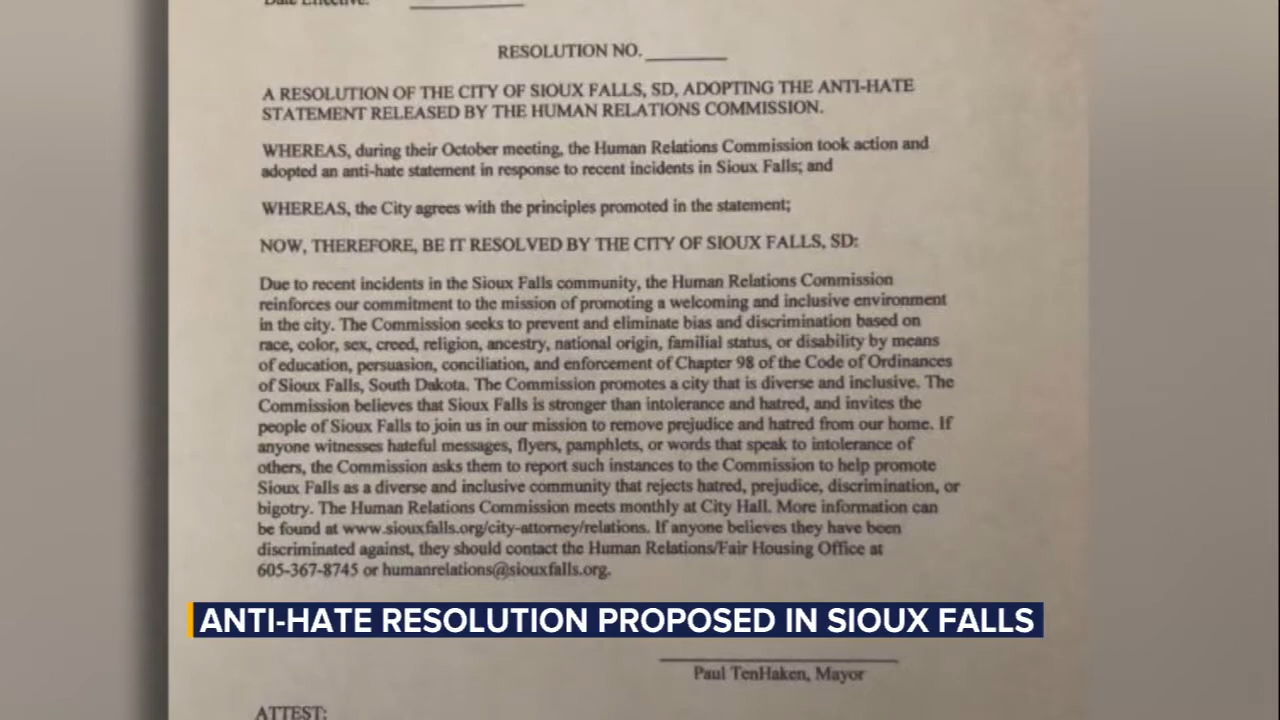 Date Effective:
RESOLUTION NO.
A RESOLUTION OF THE CITY OF SIOUX FALLS, SD, ADOPTING THE ANTI-HATE
STATEMENT RELEASED BY THE HUMAN RELATIONS COMMISSION.
WHEREAS, during their October meeting, the Human Relations Commission took action and
adopted an anti-hate statement in response to recent incidents in Sioux Falls; and
WHEREAS, the City agrees with the principles promoted in the statement;
NOW, THEREFORE, BE IT RESOLVED BY THE CITY OF SIOUX FALLS, SD:
Due to recent incidents in the Sioux Falls community, the Human Relations Commission
reinforces our commitment to the mission of promoting a welcoming and inclusive environment
in the city. The Commission seeks to prevent and eliminate bias and discrimination based on
race, color, sex, creed, religion, ancestry, national origin, familial status, or disability by means
of education, persuasion, conciliation, and enforcement of Chapter 98 of the Code of Ordinances
of Sioux Falls, South Dakota. The Commission promotes a city that is diverse and inclusive. The
Commission believes that Sioux Falls is stronger than intolerance and hatred, and invites the
people of Sioux Falls to join us in our mission to remove prejudice and hatred from our home. If
anyone witnesses hateful messages, flyers, pamphlets, or words that speak to intolerance of
others, the Commission asks them to report such instances to the Commission to help promote
Sioux Falls as a diverse and inclusive community that rejects hatred, prejudice, discrimination, or
bigotry. The Human Relations Commission meets monthly at City Hall. More information can
be found at www.siouxfalls.org/city-attorney/relations. If anyone believes they have been
discriminated against, they should contact the Human Relations/Fair Housing Office at
605-367-8745 or humanrelations@siouxfalls.org.
ANTI-HATE RESOLUTION PROPOSED IN SIOUX FALLS
Paul TenHaken, Mayor
ATTEST: